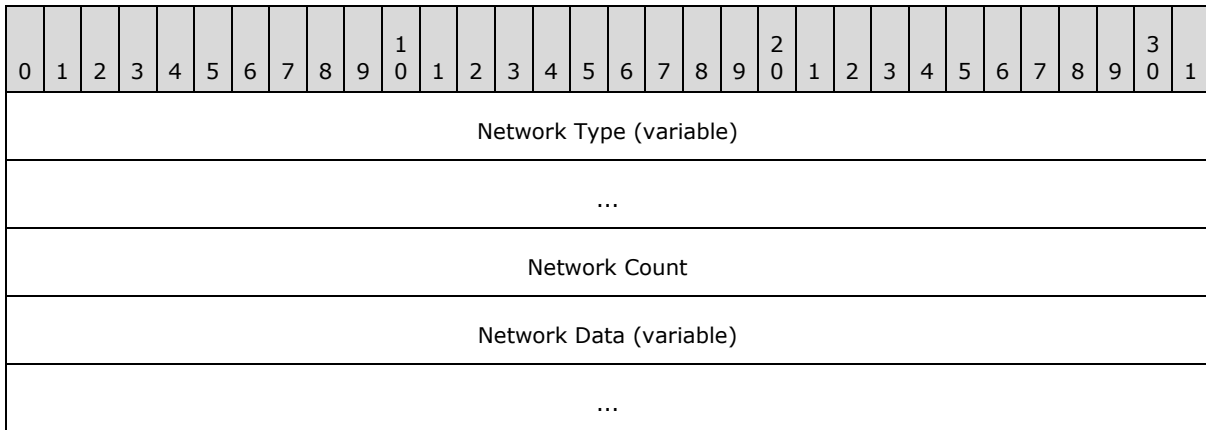 0 1 2 3 4 5 6 7 8 9 1 0 1 2 3 4 5 6 7 8 9 2 0 1 2 3 4 5 6 7 8 9 3 0 1
Network Type (variable)
...
Network Count
Network Data (variable)
...